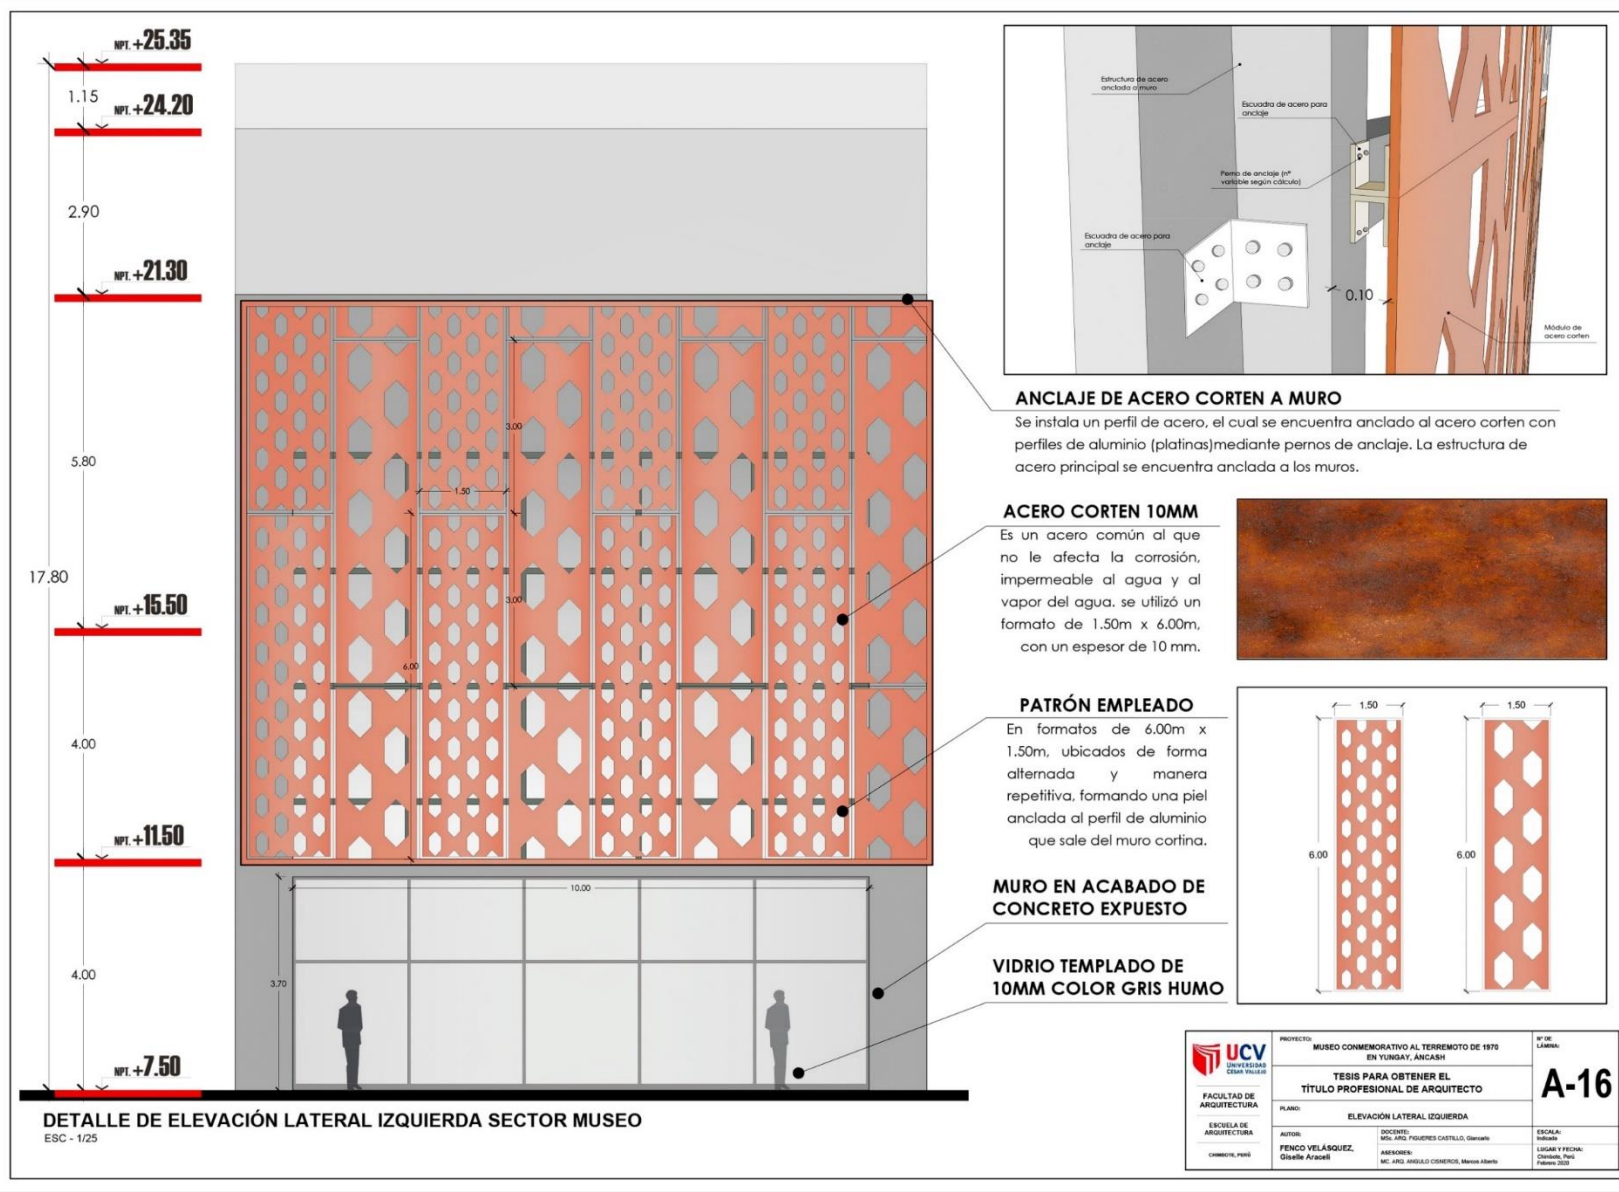 NPT. +25.35
1.15
NPT. +24.20
2.90
NPT. +21.30
5.80
17.80
NPT. +15.50
4.00
NPT. +11.50
4.00
NPT. +7.50
3.00
1.50
3.00
6.00
10.00
3.70
DETALLE DE ELEVACIÓN LATERAL IZQUIERDA SECTOR MUSEO
ESC - 1/25
Estructura de acero
anclada a muro
Escuadra de acero para
anclaje
Perno de anclaje (nº
variable según cálculo)
Escuadra de acero para
anclaje
0.10
Módulo de
acero corten
ANCLAJE DE ACERO CORTEN A MURO
Se instala un perfil de acero, el cual se encuentra anclado al acero corten con
perfiles de aluminio (platinas)mediante pernos de anclaje. La estructura de
acero principal se encuentra anclada a los muros.
ACERO CORTEN 10MM
Es un acero común al que
no le afecta la corrosión,
impermeable al agua y al
vapor del agua. se utilizó un
formato de 1.50m x 6.00m,
con un espesor de 10 mm.
PATRÓN EMPLEADO
En formatos de 6.00m x
1.50m, ubicados de forma
alternada y manera
repetitiva, formando una piel
anclada al perfil de aluminio
que sale del muro cortina.
1.50
1.50
6.00
6.00
MURO EN ACABADO DE
CONCRETO EXPUESTO
VIDRIO TEMPLADO DE
10MM COLOR GRIS HUMO
UCV
UNIVERSIDAD
CÉSAR VALLEJO
FACULTAD DE
ARQUITECTURA
ESCUELA DE
ARQUITECTURA
CHIMBOTE, PERÚ
PROYECTO:
MUSEO CONMEMORATIVO AL TERREMOTO DE 1970
EN YUNGAY, ÁNCASH
TESIS PARA OBTENER EL
TÍTULO PROFESIONAL DE ARQUITECTO
PLANO:
ELEVACIÓN LATERAL IZQUIERDA
AUTOR:
FENCO VELÁSQUEZ,
Giselle Araceli
DOCENTE:
MSc. ARQ. FIGUERES CASTILLO, Giancarlo
ASESORES:
MC. ARQ. ANGULO CISNEROS, Marcos Alberto
Nº DE
LÁMINA:
A-16
ESCALA:
Indicada
LUGAR Y FECHA:
Chimbote, Perú
Febrero 2020